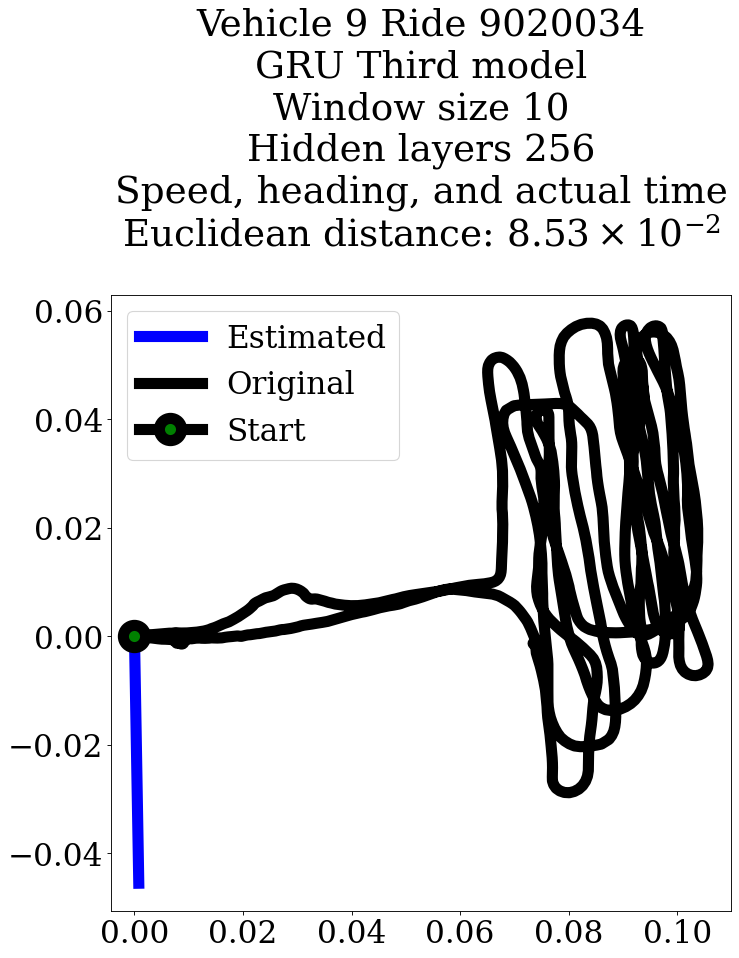 Vehicle 9 Ride 9020034
GRU Third model
Window size 10
Hidden layers 256
Speed, heading, and actual time
Euclidean distance: 8.53 × 10⁻²
0.06
0.04
0.02
0.00
−0.02
−0.04
Estimated
Original
Start
0.00 0.02 0.04 0.06 0.08 0.10